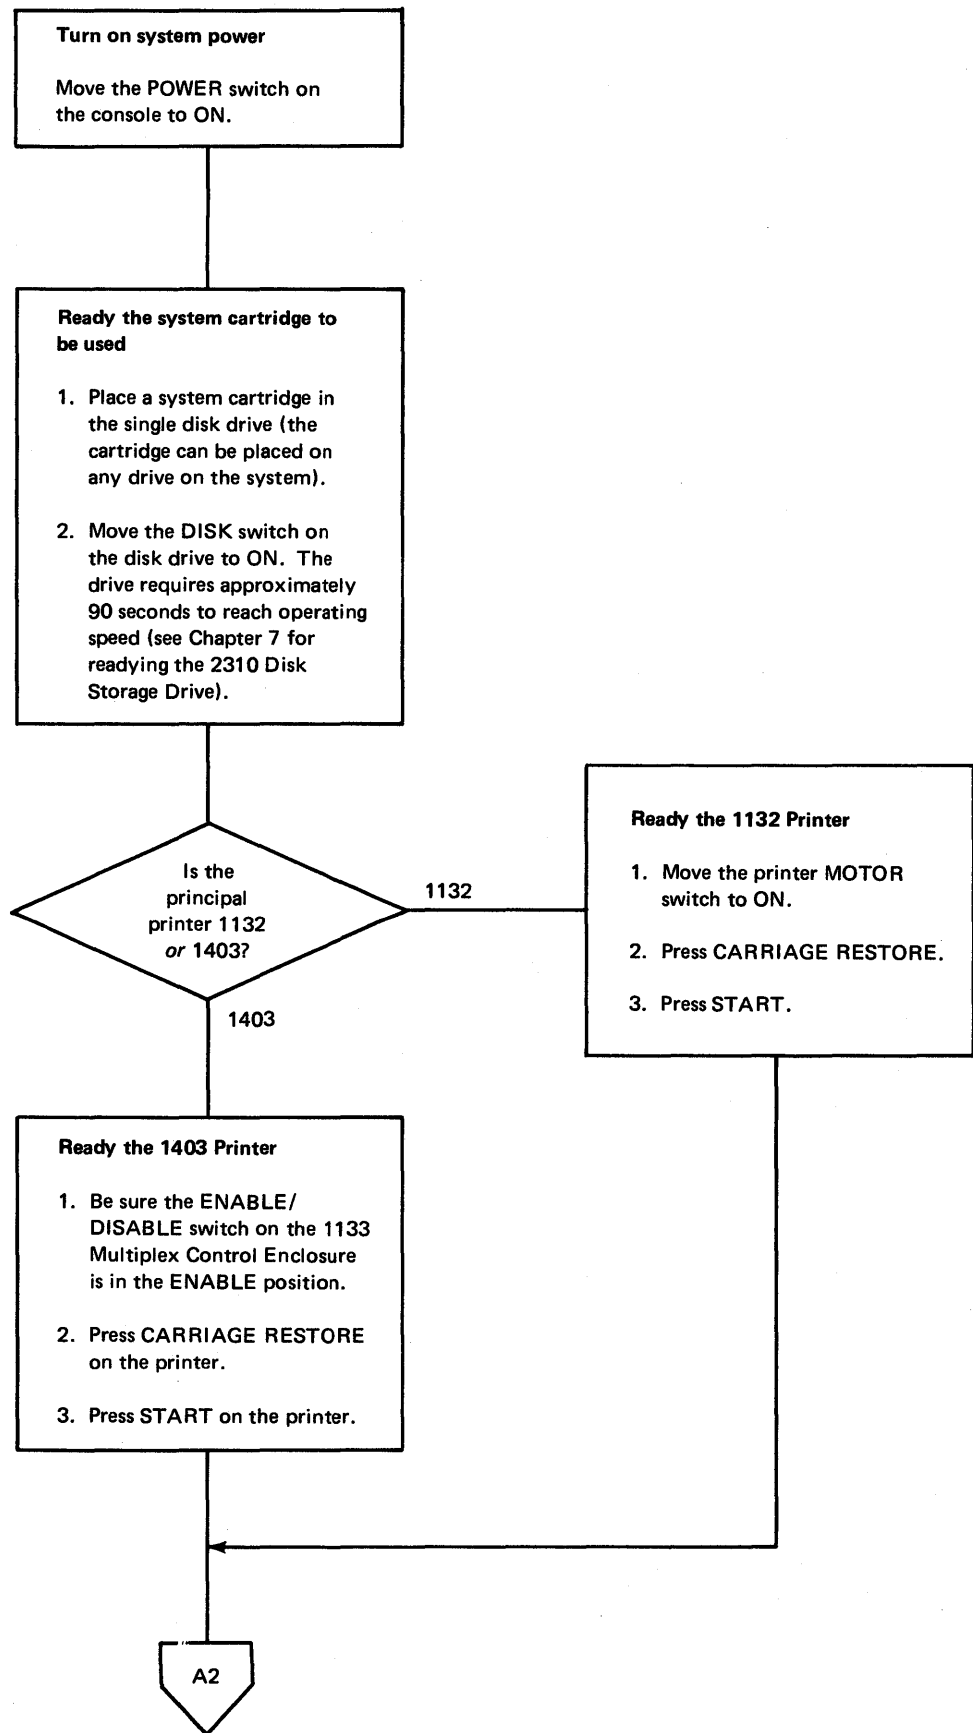 Turn on system power
Move the POWER switch on
the console to ON.
Ready the system cartridge to
be used
1. Place a system cartridge in
the single disk drive (the
cartridge can be placed on
any drive on the system).
2. Move the DISK switch on
the disk drive to ON. The
drive requires approximately
90 seconds to reach operating
speed (see Chapter 7 for
readying the 2310 Disk
Storage Drive).
Is the
principal
printer 1132
or 1403?
1132
Ready the 1132 Printer
1. Move the printer MOTOR
switch to ON.
2. Press CARRIAGE RESTORE.
3. Press START.
1403
Ready the 1403 Printer
1. Be sure the ENABLE/
DISABLE switch on the 1133
Multiplex Control Enclosure
is in the ENABLE position.
2. Press CARRIAGE RESTORE
on the printer.
3. Press START on the printer.
A2